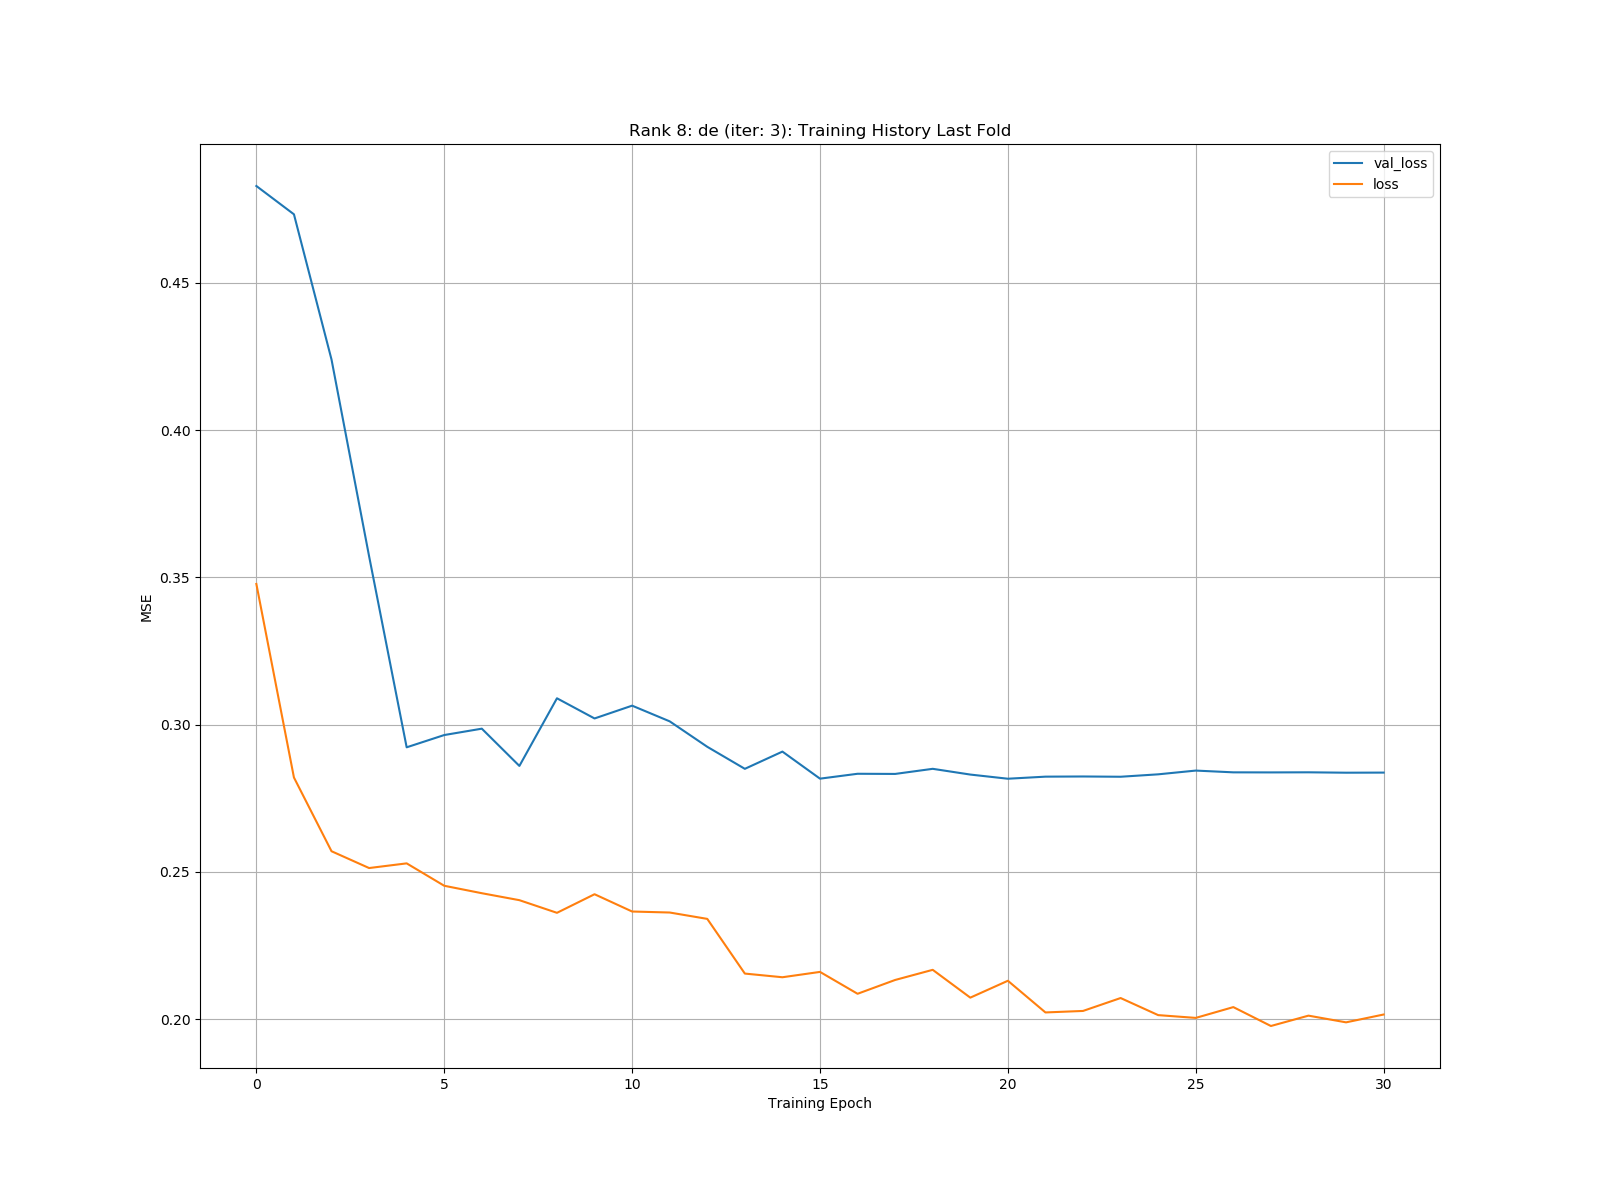 Rank 8: de (iter: 3): Training History Last Fold
val_loss
loss
0.45
0.40
0.35
0.30
0.25
0.20
MSE
0 5 10 15 20 25 30
Training Epoch